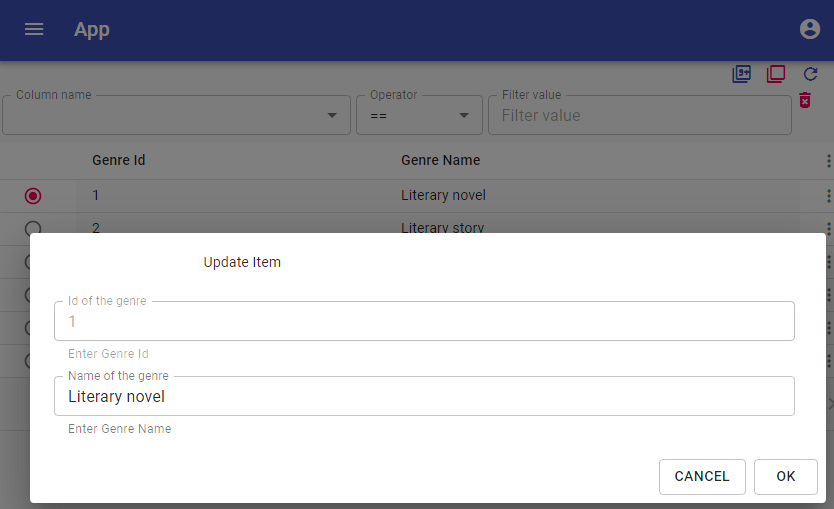 App
9+
Column name
Operator
==
Filter value
Filter value
Genre Id
Genre Name
1
Literary novel
2
Literary story
Update Item
Id of the genre
1
Enter Genre Id
Name of the genre
Literary novel
Enter Genre Name
CANCEL
OK